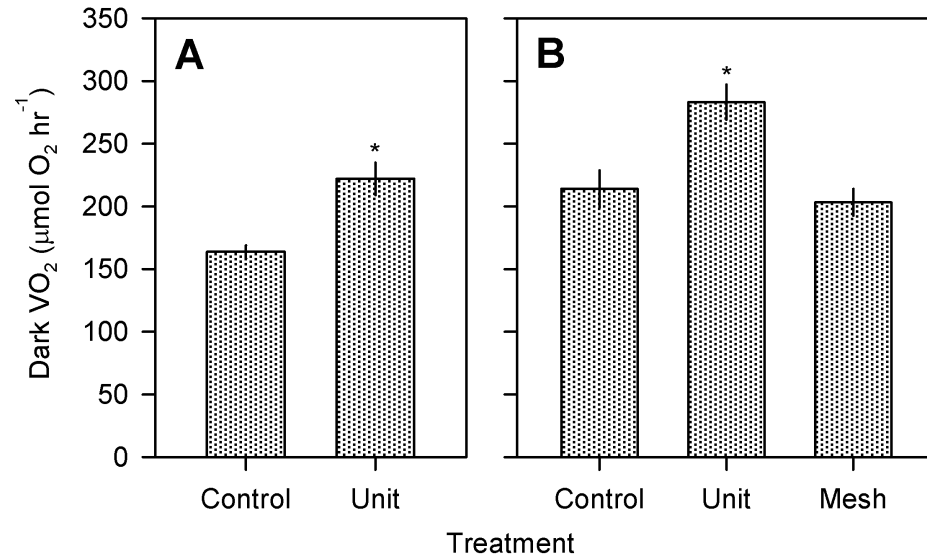 A
B
*
*
350
300
250
200
150
100
50
0
Dark VO₂ (μmol O₂ hr⁻¹)
Control Unit Control Unit Mesh
Treatment